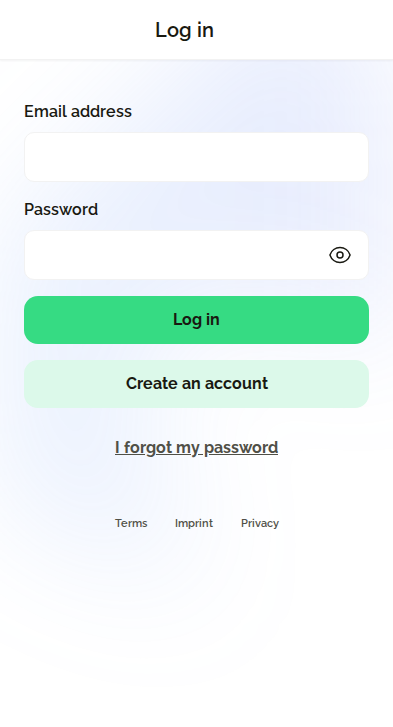 Log in
Email address
Password
Log in
Create an account
I forgot my password
Terms Imprint Privacy